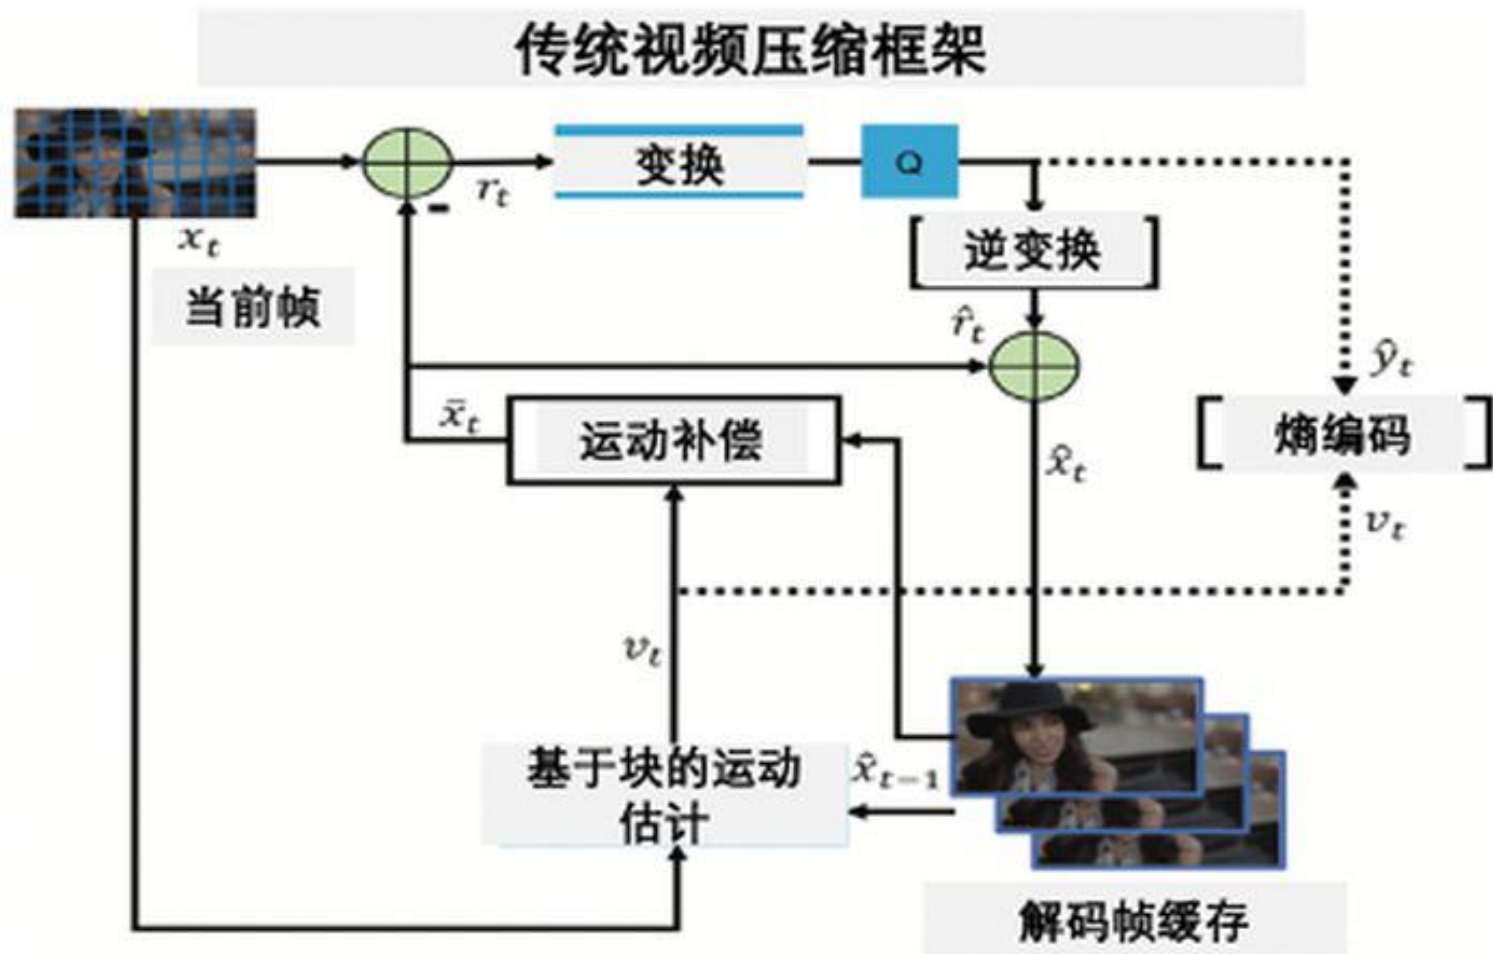 传统视频压缩框架
变换
Q
r_t
-
x_t
当前帧
逆变换
r̂_t
ŷ_t
x̄_t
运动补偿
x̂_t
熵编码
v_t
v_t
基于块的运动
估计
x̂_{t-1}
解码帧缓存